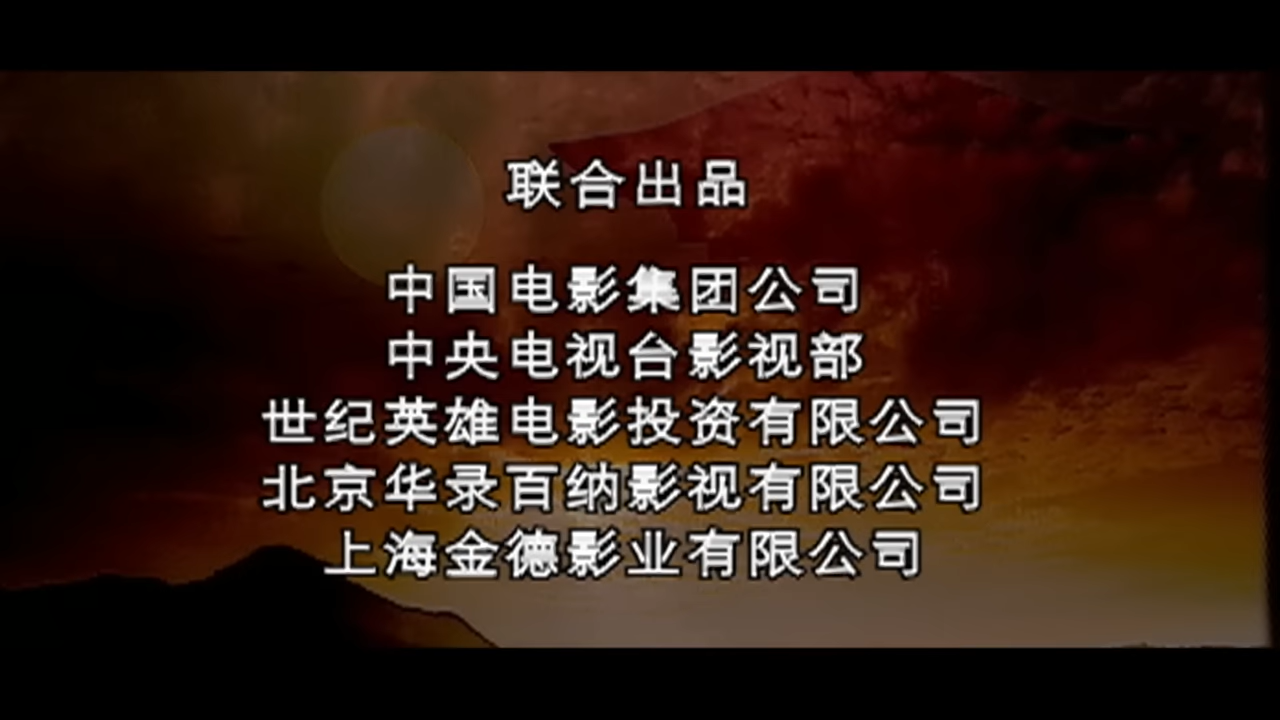 联合出品
中国电影集团公司
中央电视台影视部
世纪英雄电影投资有限公司
北京华录百纳影视有限公司
上海金德影业有限公司